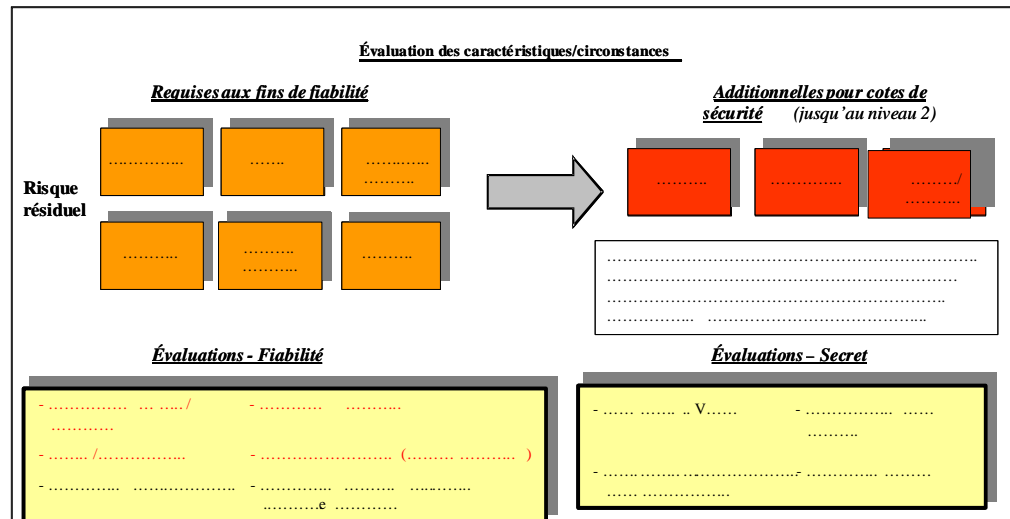 Évaluation des caractéristiques/circonstances
Requises aux fins de fiabilité
Additionnelles pour cotes de
sécurité (jusqu'au niveau 2)
………….. ……. …….…..
……….
………. ………….. ………/
………..
Risque
résiduel
……….. ……….
……….. ……….
……………………………………………………………..
……………………………………………………………
………………………………………………………..
…………….. …………………………………....
Évaluations - Fiabilité
Évaluations – Secret
- ………….. … ….. / - ………… ………..
…………
- …….. /…………….. - …………………….. (……… ……….. )
- ………….. …….………….. - ………….. ………. ….………..
..………..e …………
- …… ……. .. V…… - …………….. ……
……….
- ……………………………….. - ………….. ………
…… ……………..